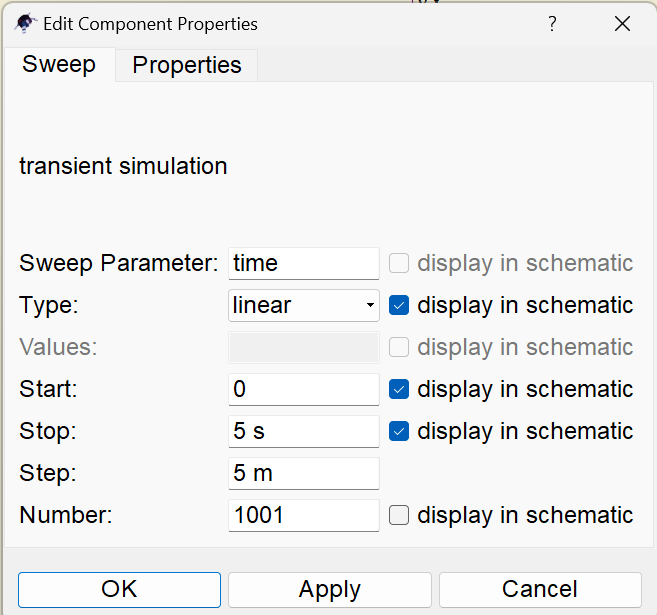 Edit Component Properties ?
Sweep Properties
transient simulation
Sweep Parameter: time display in schematic
Type: linear display in schematic
Values: display in schematic
Start: 0 display in schematic
Stop: 5 s display in schematic
Step: 5 m
Number: 1001 display in schematic
OK Apply Cancel